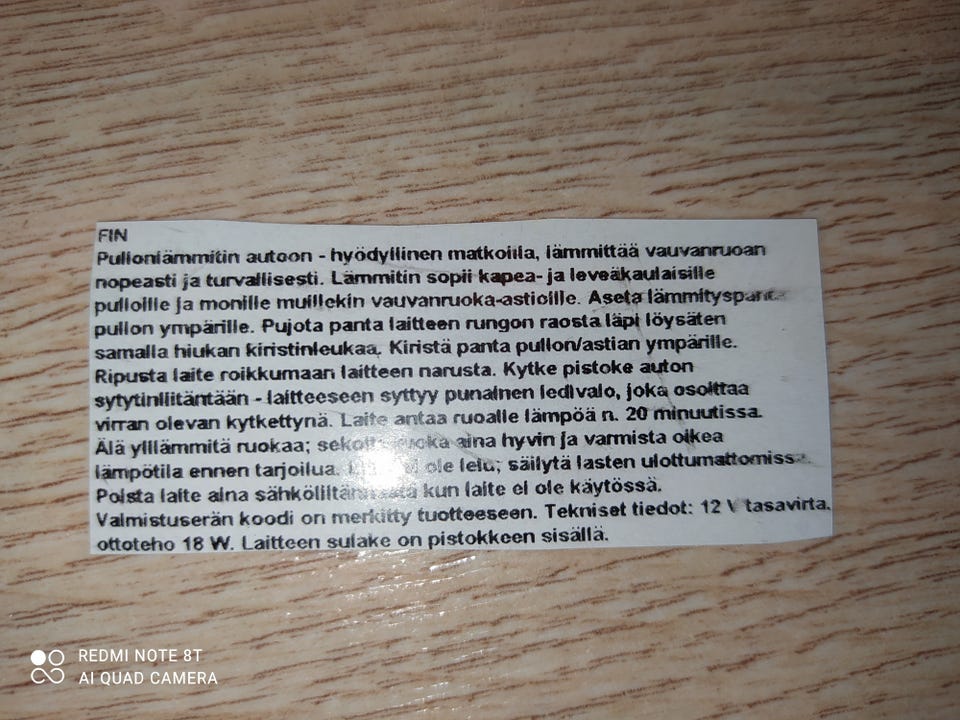 FIN
Pullonlämmitin autoon - hyödyllinen matkoilla, lämmittää vauvanruoan
nopeasti ja turvallisesti. Lämmitin sopii kapea- ja leveäkaulaisille
pulloille ja monille muillekin vauvanruoka-astioille. Aseta lämmityspanta
pullon ympärille. Pujota panta laitteen rungon raosta läpi löysäten
samalla hiukan kiristinleukaa. Kiristä panta pullon/astian ympärille.
Ripusta laite roikkumaan laitteen narusta. Kytke pistoke auton
sytytinliitäntään - laitteeseen syttyy punainen ledivalo, joka osoittaa
virran olevan kytkettynä. Laite antaa ruoalle lämpöä n. 20 minuutissa.
Älä ylilämmitä ruokaa; sekoita ruoka aina hyvin ja varmista oikea
lämpötila ennen tarjoilua. ei ole lelu; säilytä lasten ulottumattomissa.
Poista laite aina sähköliitännästä kun laite ei ole käytössä.
Valmistuserän koodi on merkitty tuotteeseen. Tekniset tiedot: 12 V tasavirta,
ottoteho 18 W. Laitteen sulake on pistokkeen sisällä.
REDMI NOTE 8T
AI QUAD CAMERA